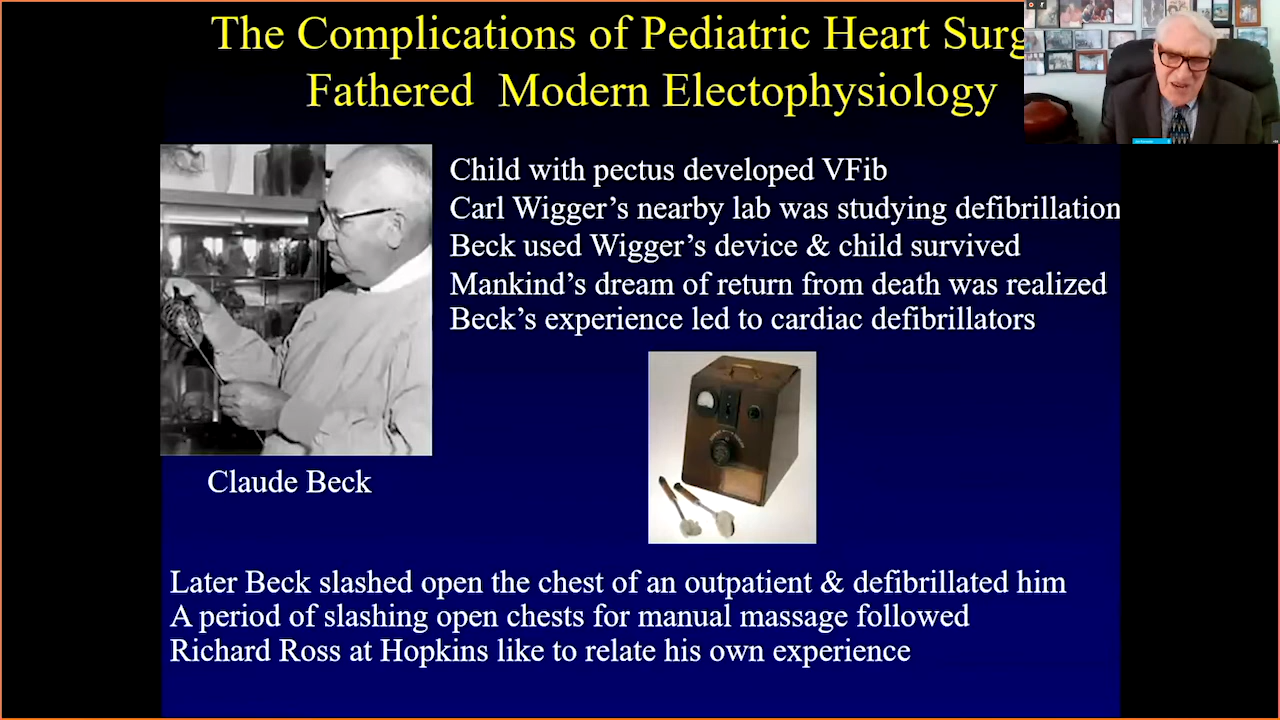 The Complications of Pediatric Heart Surg
Fathered Modern Electophysiology
Child with pectus developed VFib
Carl Wigger's nearby lab was studying defibrillation
Beck used Wigger's device & child survived
Mankind's dream of return from death was realized
Beck's experience led to cardiac defibrillators
Claude Beck
Later Beck slashed open the chest of an outpatient & defibrillated him
A period of slashing open chests for manual massage followed
Richard Ross at Hopkins like to relate his own experience